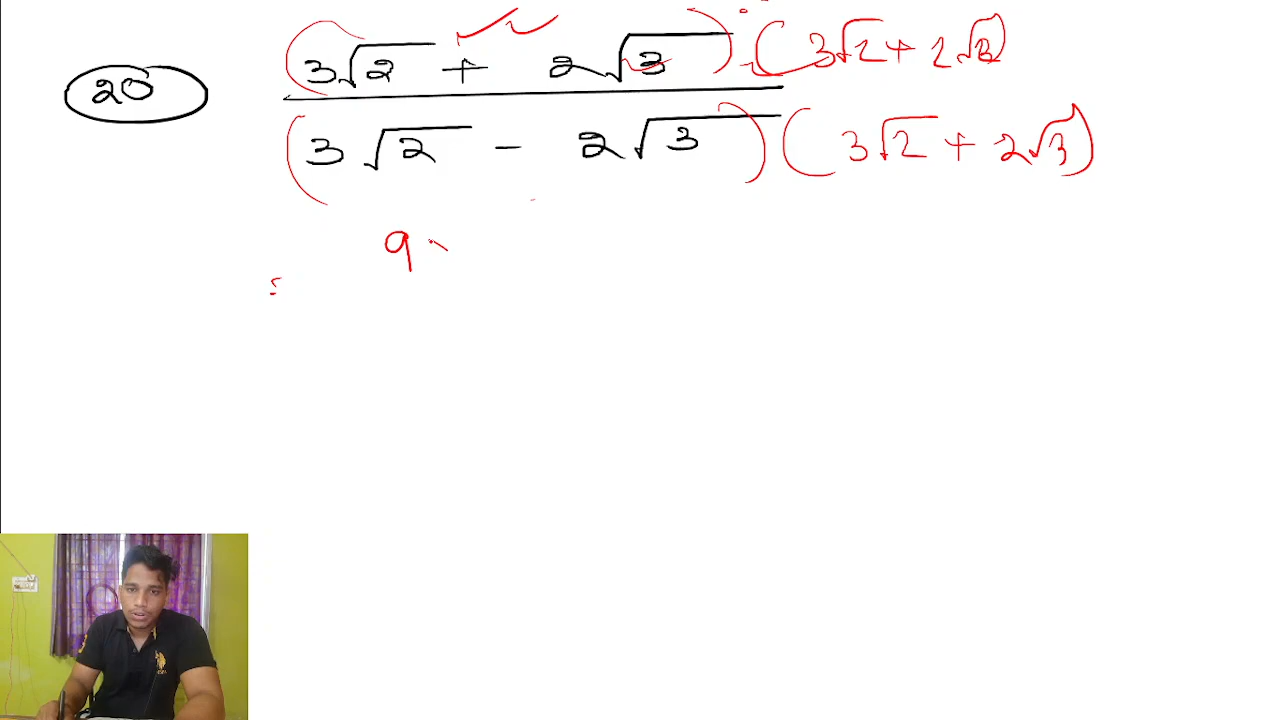 20 (3√2 + 2√3) (3√2 + 2√3)
(3√2 - 2√3) (3√2 + 2√3)
= 9